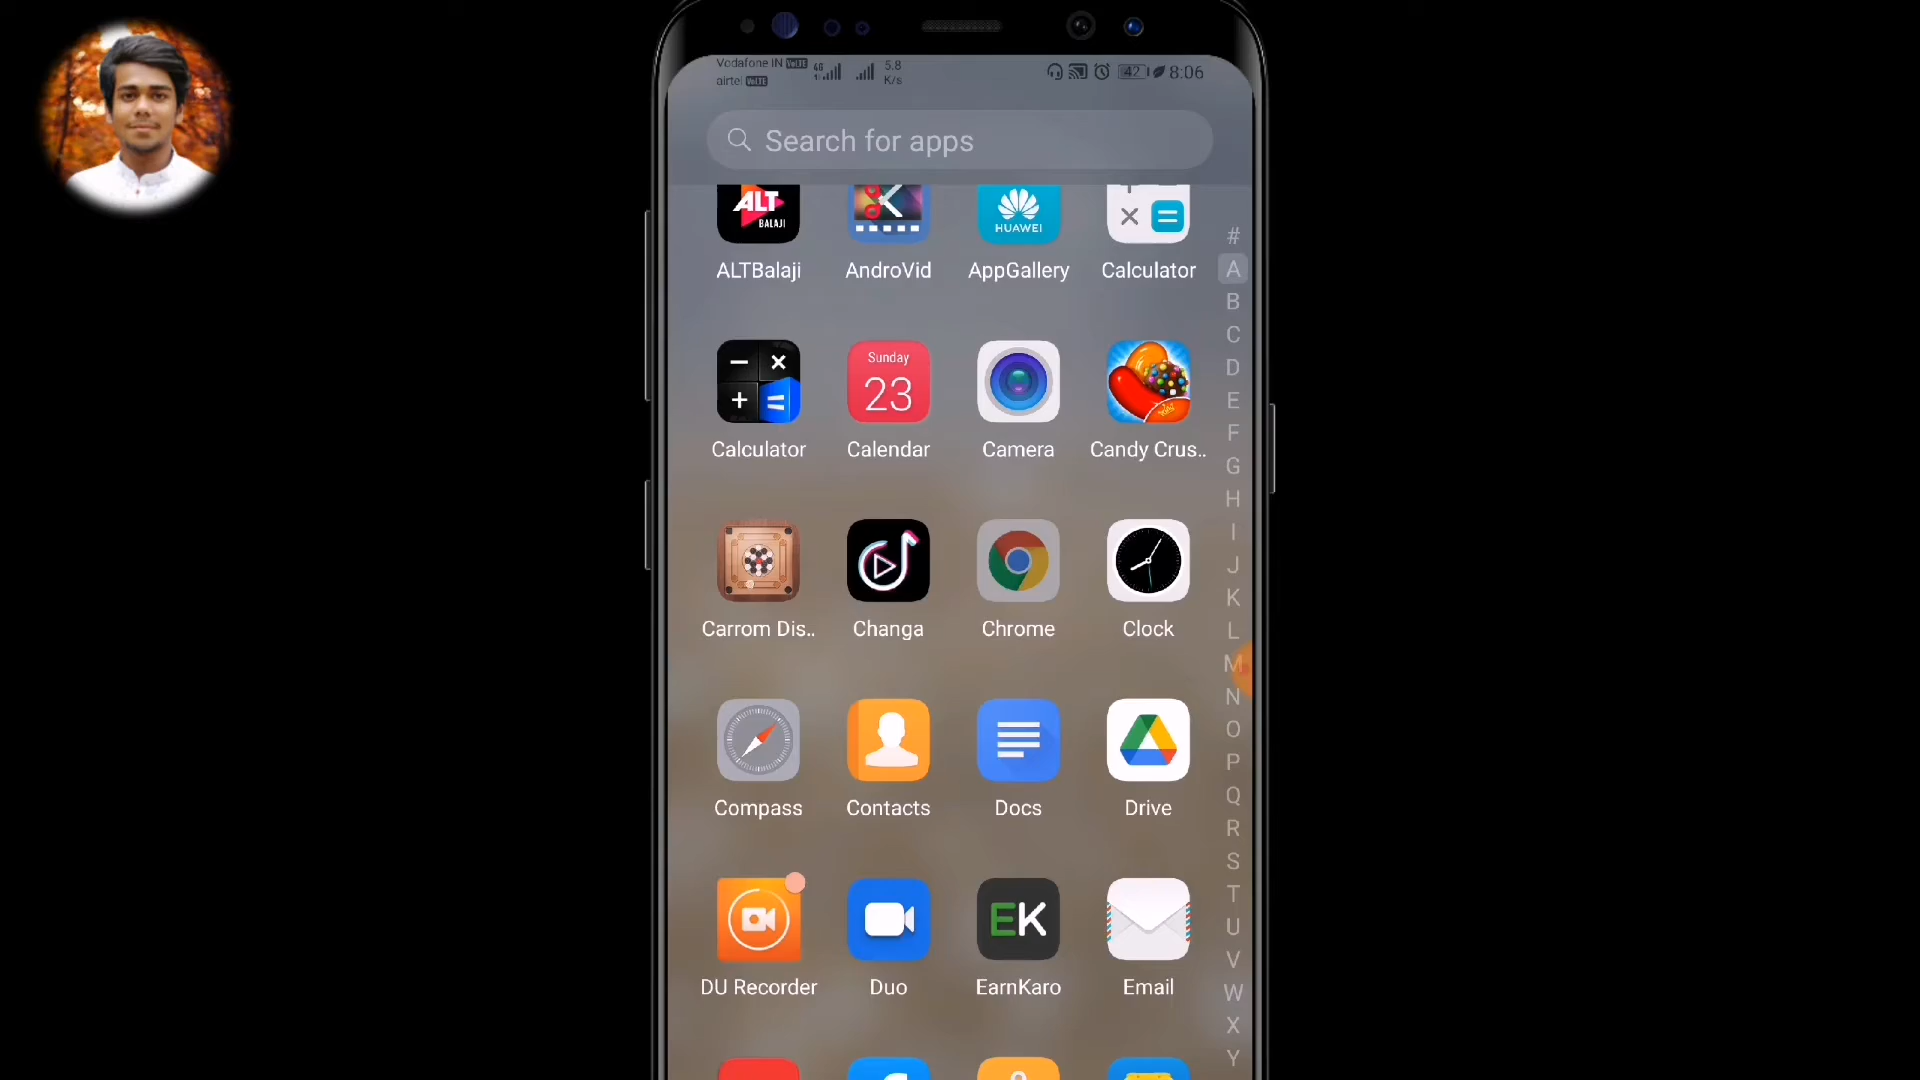 Vodafone IN VoLTE 4G 5.8
airtel VoLTE K/s
42 8:06
Search for apps
ALT
BALAJI
HUAWEI
ALTBalaji AndroVid AppGallery Calculator
Sunday
23
Calculator Calendar Camera Candy Crus..
Carrom Dis.. Changa Chrome Clock
Compass Contacts Docs Drive
EK
DU Recorder Duo EarnKaro Email
#
A
B
C
D
E
F
G
H
I
J
K
L
M
N
O
P
Q
R
S
T
U
V
W
X
Y